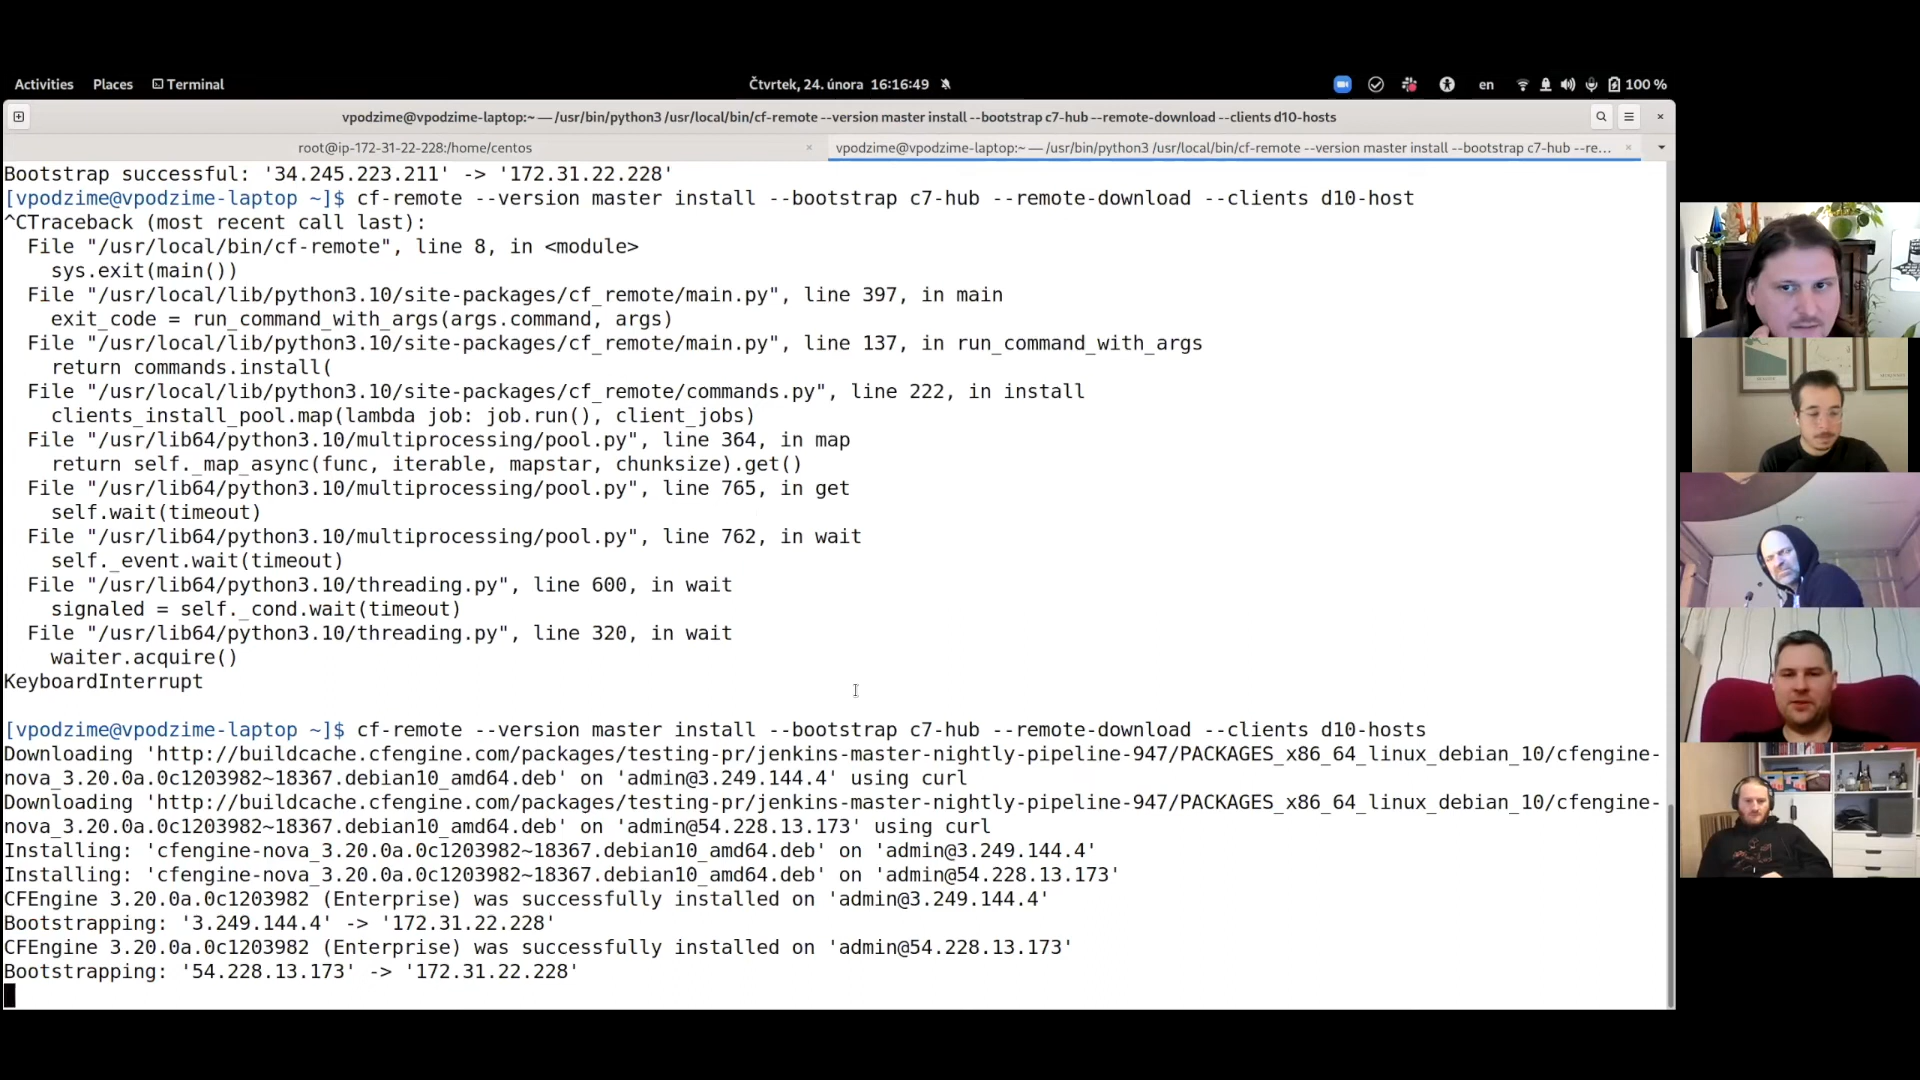 Activities Places Terminal Čtvrtek, 24. února 16:16:49 en 100 %
vpodzime@vpodzime-laptop:~ — /usr/bin/python3 /usr/local/bin/cf-remote --version master install --bootstrap c7-hub --remote-download --clients d10-hosts
root@ip-172-31-22-228:/home/centos
vpodzime@vpodzime-laptop:~ — /usr/bin/python3 /usr/local/bin/cf-remote --version master install --bootstrap c7-hub --re...
Bootstrap successful: '34.245.223.211' -> '172.31.22.228'
[vpodzime@vpodzime-laptop ~]$ cf-remote --version master install --bootstrap c7-hub --remote-download --clients d10-host
^CTraceback (most recent call last):
  File "/usr/local/bin/cf-remote", line 8, in <module>
    sys.exit(main())
  File "/usr/local/lib/python3.10/site-packages/cf_remote/main.py", line 397, in main
    exit_code = run_command_with_args(args.command, args)
  File "/usr/local/lib/python3.10/site-packages/cf_remote/main.py", line 137, in run_command_with_args
    return commands.install(
  File "/usr/local/lib/python3.10/site-packages/cf_remote/commands.py", line 222, in install
    clients_install_pool.map(lambda job: job.run(), client_jobs)
  File "/usr/lib64/python3.10/multiprocessing/pool.py", line 364, in map
    return self._map_async(func, iterable, mapstar, chunksize).get()
  File "/usr/lib64/python3.10/multiprocessing/pool.py", line 765, in get
    self.wait(timeout)
  File "/usr/lib64/python3.10/multiprocessing/pool.py", line 762, in wait
    self._event.wait(timeout)
  File "/usr/lib64/python3.10/threading.py", line 600, in wait
    signaled = self._cond.wait(timeout)
  File "/usr/lib64/python3.10/threading.py", line 320, in wait
    waiter.acquire()
KeyboardInterrupt
[vpodzime@vpodzime-laptop ~]$ cf-remote --version master install --bootstrap c7-hub --remote-download --clients d10-hosts
Downloading 'http://buildcache.cfengine.com/packages/testing-pr/jenkins-master-nightly-pipeline-947/PACKAGES_x86_64_linux_debian_10/cfengine-
nova_3.20.0a.0c1203982~18367.debian10_amd64.deb' on 'admin@3.249.144.4' using curl
Downloading 'http://buildcache.cfengine.com/packages/testing-pr/jenkins-master-nightly-pipeline-947/PACKAGES_x86_64_linux_debian_10/cfengine-
nova_3.20.0a.0c1203982~18367.debian10_amd64.deb' on 'admin@54.228.13.173' using curl
Installing: 'cfengine-nova_3.20.0a.0c1203982~18367.debian10_amd64.deb' on 'admin@3.249.144.4'
Installing: 'cfengine-nova_3.20.0a.0c1203982~18367.debian10_amd64.deb' on 'admin@54.228.13.173'
CFEngine 3.20.0a.0c1203982 (Enterprise) was successfully installed on 'admin@3.249.144.4'
Bootstrapping: '3.249.144.4' -> '172.31.22.228'
CFEngine 3.20.0a.0c1203982 (Enterprise) was successfully installed on 'admin@54.228.13.173'
Bootstrapping: '54.228.13.173' -> '172.31.22.228'